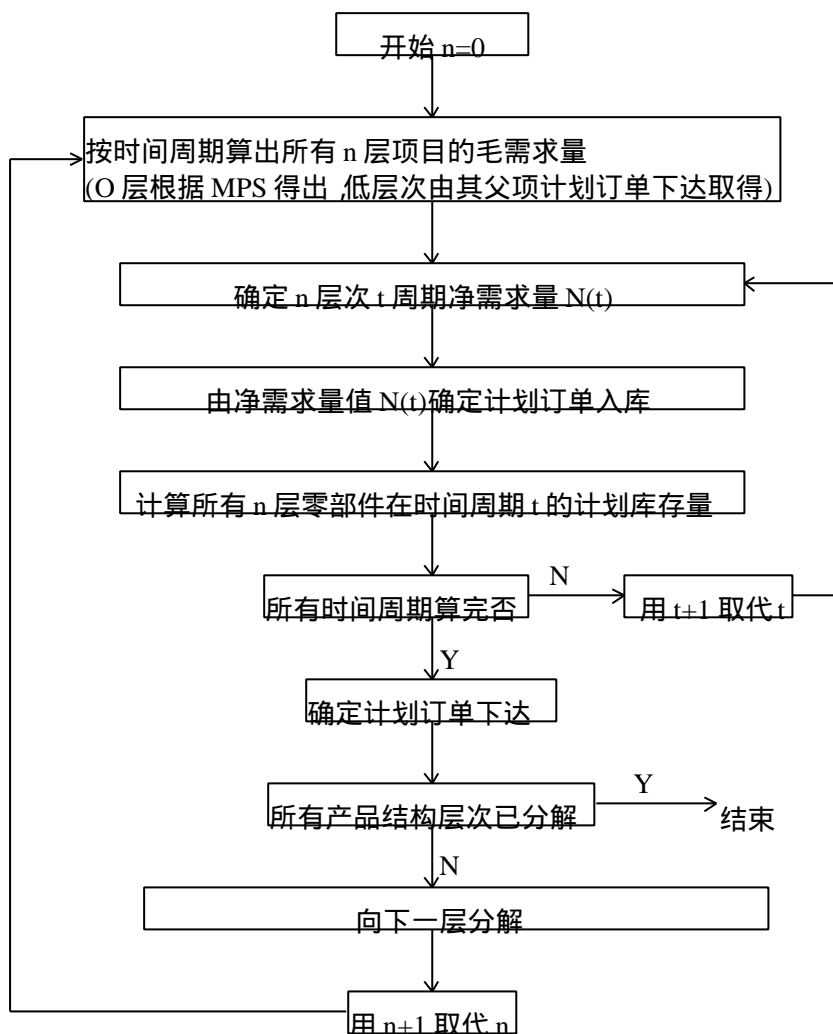 开始 n=0
按时间周期算出所有 n 层项目的毛需求量
(O 层根据 MPS 得出 ,低层次由其父项计划订单下达取得)
确定 n 层次 t 周期净需求量 N(t)
由净需求量值 N(t)确定计划订单入库
计算所有 n 层零部件在时间周期 t 的计划库存量
所有时间周期算完否
N
用 t+1 取代 t
Y
确定计划订单下达
所有产品结构层次已分解
Y
结束
N
向下一层分解
用 n+1 取代 n